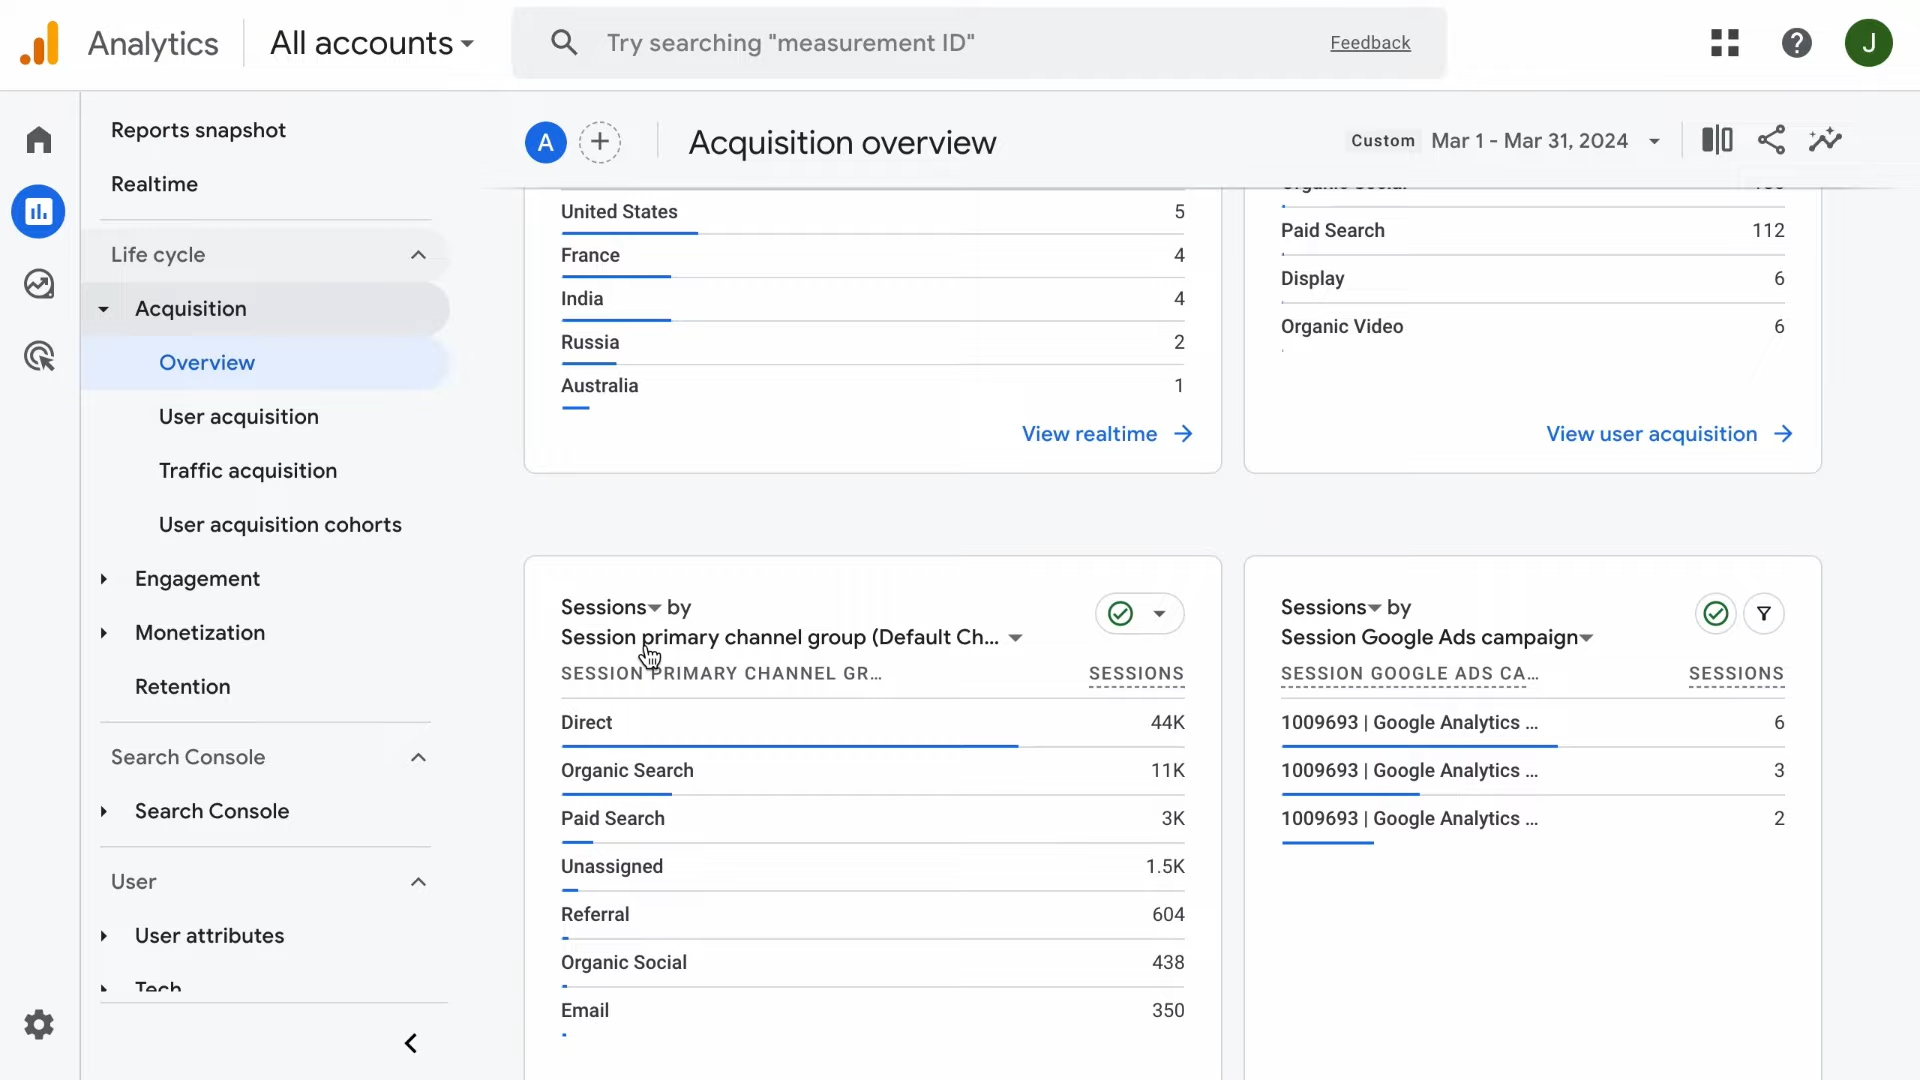 Analytics
All accounts
Try searching "measurement ID"
Feedback
J
Reports snapshot
Realtime
Life cycle
Acquisition
Overview
User acquisition
Traffic acquisition
User acquisition cohorts
Engagement
Monetization
Retention
Search Console
Search Console
User
User attributes
Tech
A
Acquisition overview
Custom Mar 1 - Mar 31, 2024
United States 5
France 4
India 4
Russia 2
Australia 1
View realtime
Organic Social
Paid Search 112
Display 6
Organic Video 6
View user acquisition
Sessions by
Session primary channel group (Default Ch...
SESSION PRIMARY CHANNEL GR... SESSIONS
Direct 44K
Organic Search 11K
Paid Search 3K
Unassigned 1.5K
Referral 604
Organic Social 438
Email 350
Sessions by
Session Google Ads campaign
SESSION GOOGLE ADS CA... SESSIONS
1009693 | Google Analytics ... 6
1009693 | Google Analytics ... 3
1009693 | Google Analytics ... 2